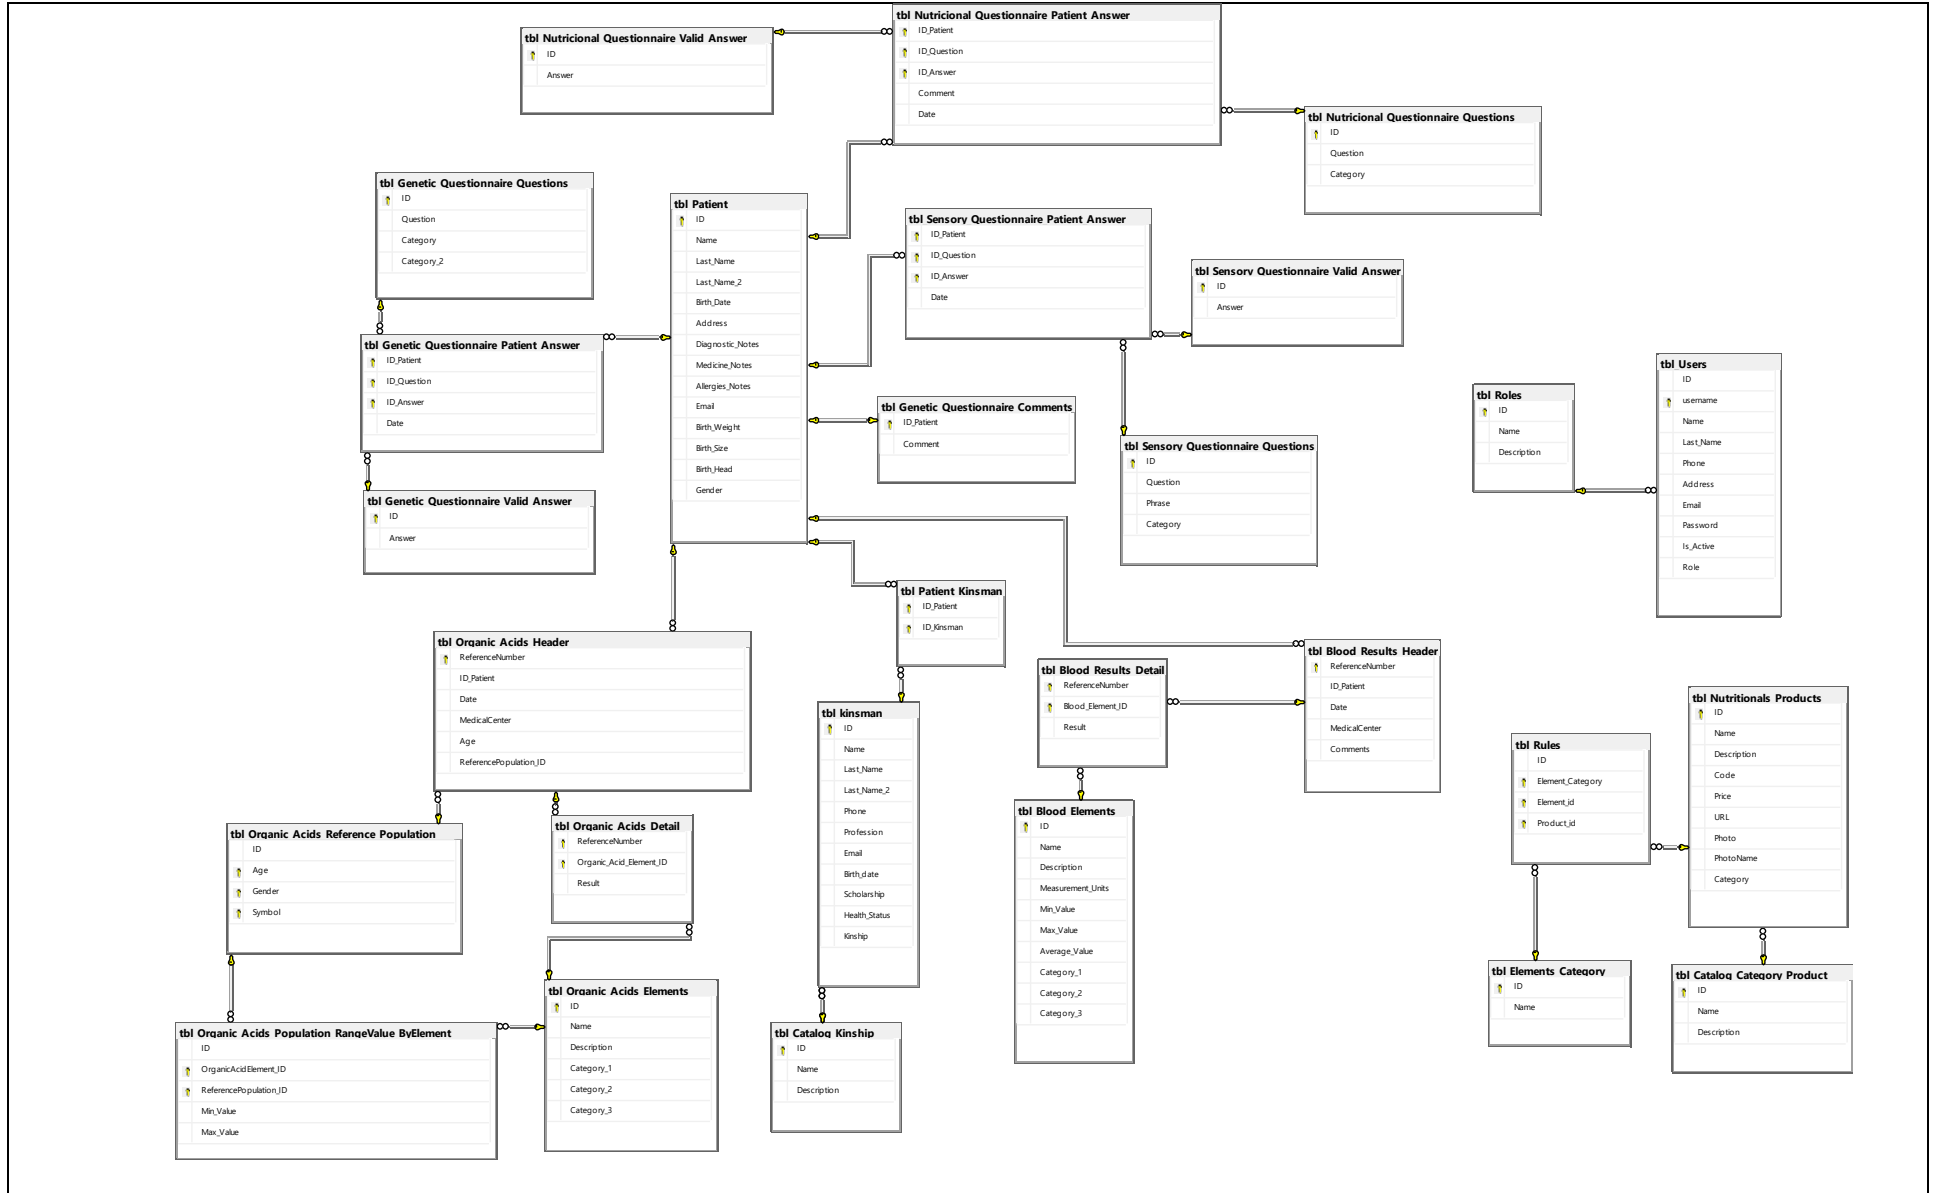 tbl Nutricional Questionnaire Patient Answer
ID_Patient
ID_Question
ID_Answer
Comment
Date
tbl Nutricional Questionnaire Valid Answer
ID
Answer
tbl Nutricional Questionnaire Questions
ID
Question
Category
tbl Genetic Questionnaire Questions
ID
Question
Category
Category_2
tbl Patient
ID
Name
Last_Name
Last_Name_2
Birth_Date
Address
Diagnostic_Notes
Medicine_Notes
Allergies_Notes
Email
Birth_Weight
Birth_Size
Birth_Head
Gender
tbl Sensory Questionnaire Patient Answer
ID_Patient
ID_Question
ID_Answer
Date
tbl Sensory Questionnaire Valid Answer
ID
Answer
tbl Genetic Questionnaire Patient Answer
ID_Patient
ID_Question
ID_Answer
Date
tbl Genetic Questionnaire Comments
ID_Patient
Comment
tbl Sensory Questionnaire Questions
ID
Question
Phrase
Category
tbl Roles
ID
Name
Description
tbl Users
ID
username
Name
Last_Name
Phone
Address
Email
Password
Is_Active
Role
tbl Genetic Questionnaire Valid Answer
ID
Answer
tbl Patient Kinsman
ID_Patient
ID_Kinsman
tbl Organic Acids Header
ReferenceNumber
ID_Patient
Date
MedicalCenter
Age
ReferencePopulation_ID
tbl Blood Results Detail
ReferenceNumber
Blood_Element_ID
Result
tbl Blood Results Header
ReferenceNumber
ID_Patient
Date
MedicalCenter
Comments
tbl kinsman
ID
Name
Last_Name
Last_Name_2
Phone
Profession
Email
Birth_date
Scholarship
Health_Status
Kinship
tbl Rules
ID
Element_Category
Element_id
Product_id
tbl Nutritionals Products
ID
Name
Description
Code
Price
URL
Photo
PhotoName
Category
tbl Organic Acids Reference Population
ID
Age
Gender
Symbol
tbl Organic Acids Detail
ReferenceNumber
Organic_Acid_Element_ID
Result
tbl Blood Elements
ID
Name
Description
Measurement_Units
Min_Value
Max_Value
Average_Value
Category_1
Category_2
Category_3
tbl Elements Category
ID
Name
tbl Catalog Category Product
ID
Name
Description
tbl Organic Acids Population RangeValue ByElement
ID
OrganicAcidElement_ID
ReferencePopulation_ID
Min_Value
Max_Value
tbl Organic Acids Elements
ID
Name
Description
Category_1
Category_2
Category_3
tbl Catalog Kinship
ID
Name
Description